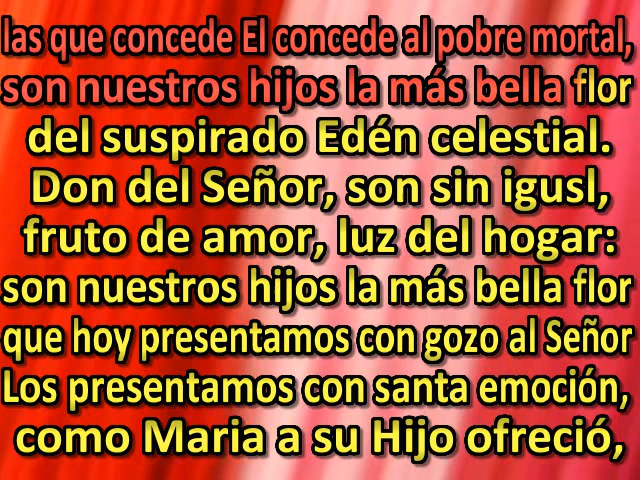 las que concede El concede al pobre mortal,
son nuestros hijos la más bella flor
del suspirado Edén celestial.
Don del Señor, son sin igusl,
fruto de amor, luz del hogar:
son nuestros hijos la más bella flor
que hoy presentamos con gozo al Señor
Los presentamos con santa emoción,
como Maria a su Hijo ofreció,